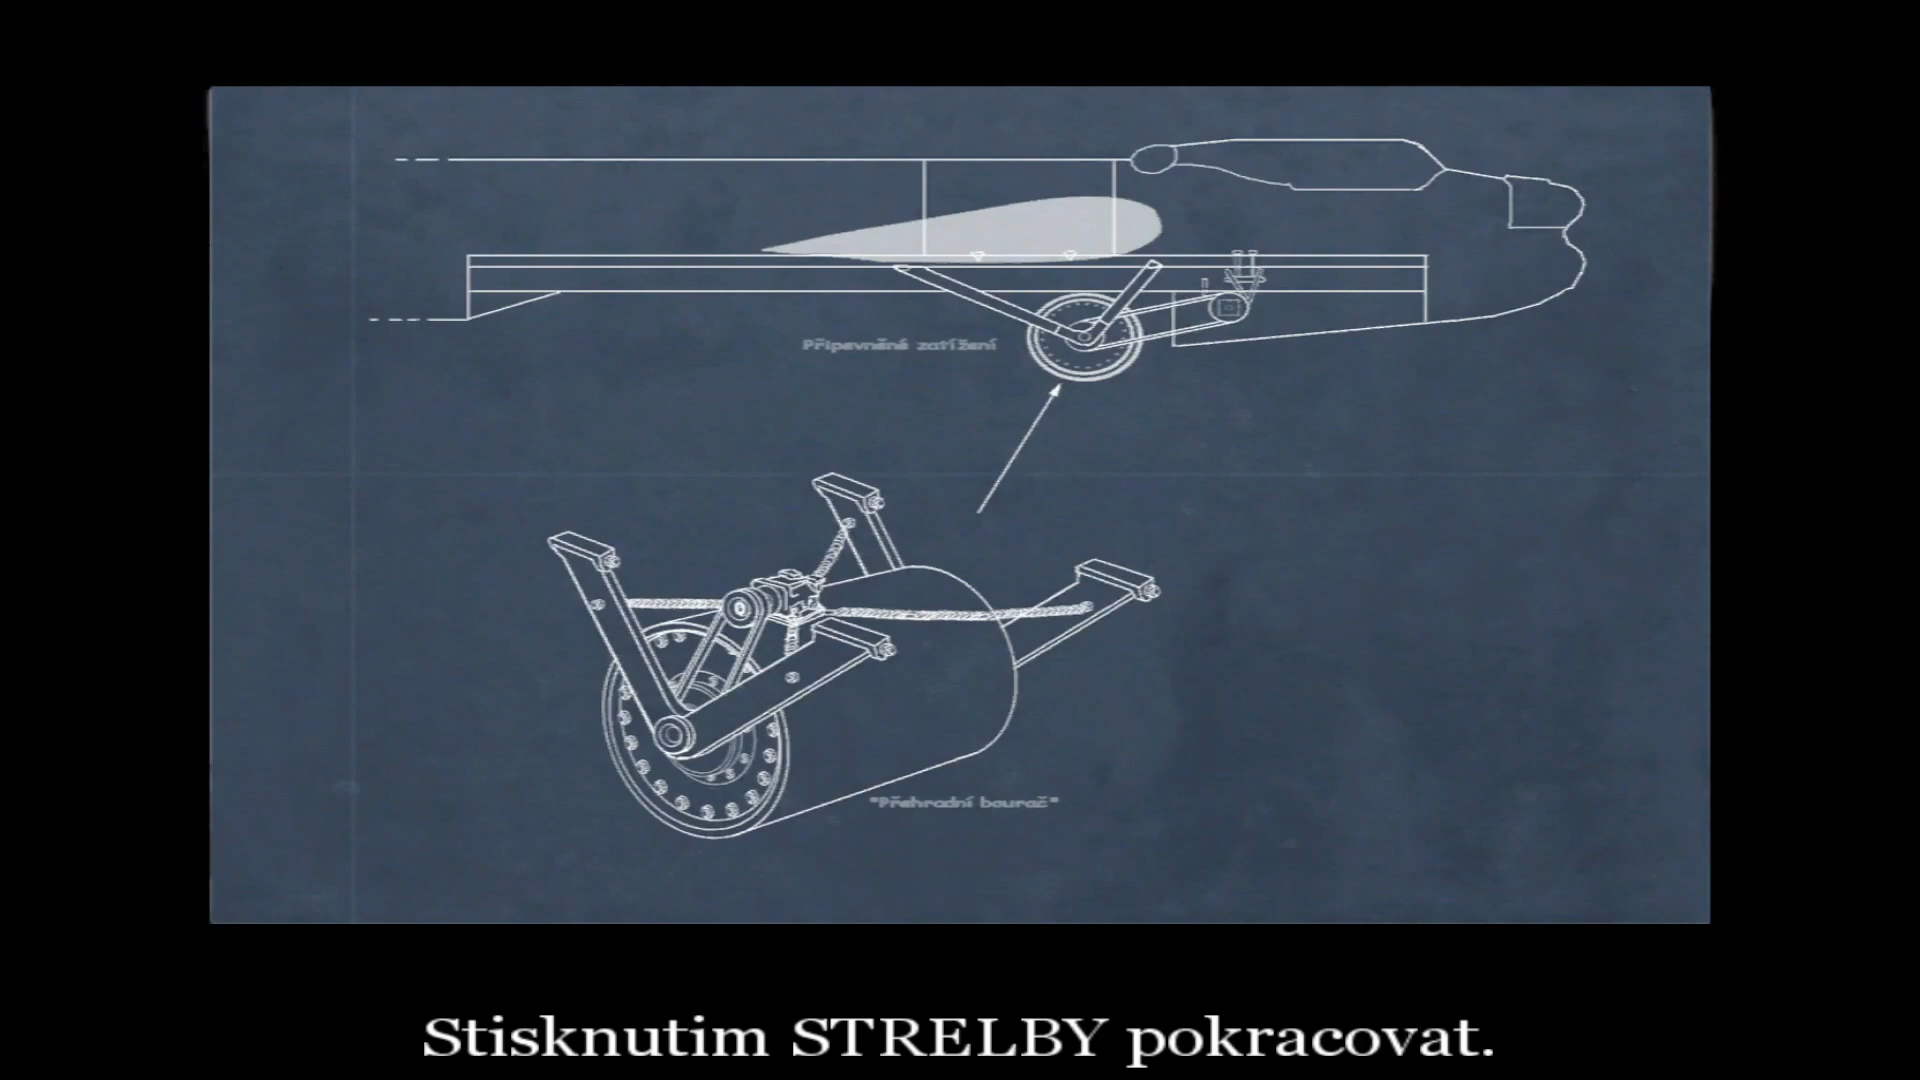 Připevněné zatížení
"Přehradní bourač"
Stisknutim STRELBY pokracovat.